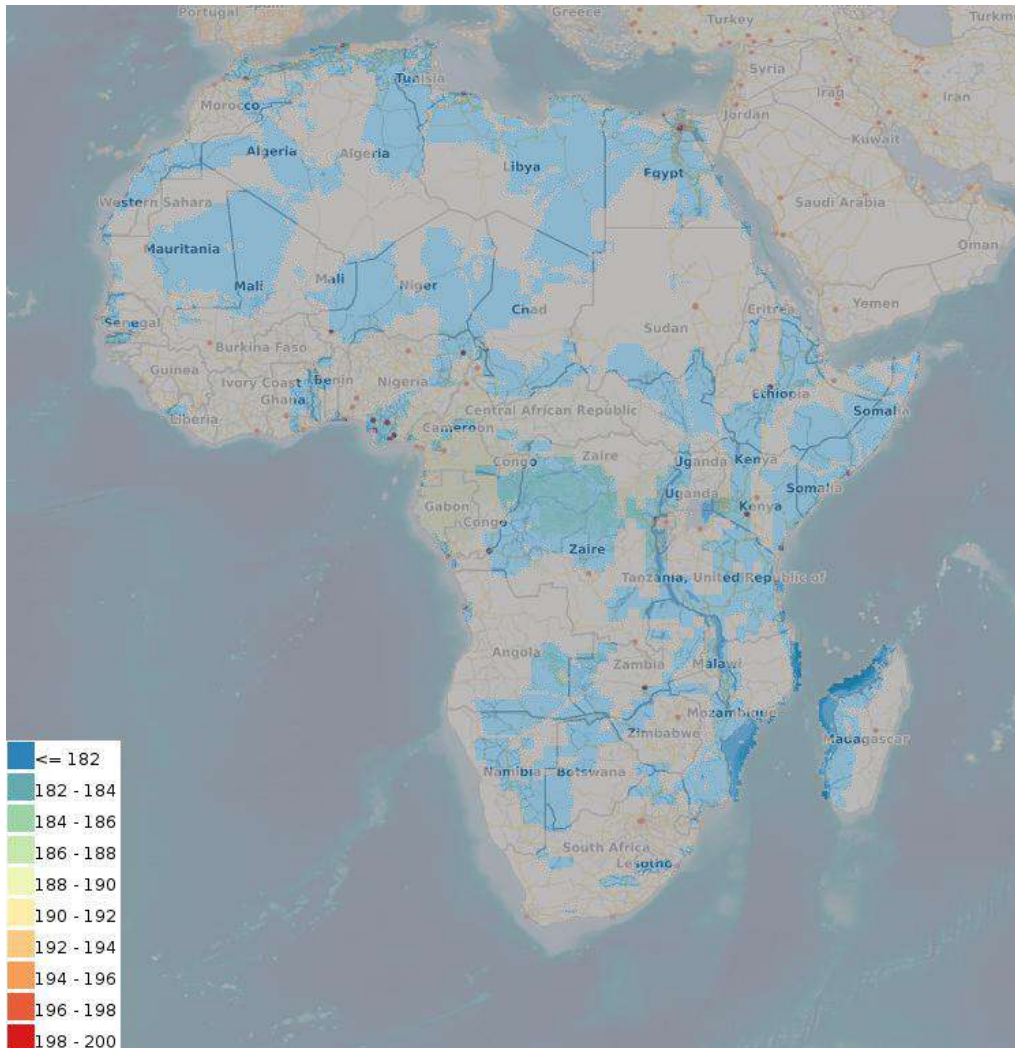 Portugal
Spain
Greece
Turkey
Turkm
Syria
Iraq
Iran
Jordan
Kuwait
Tunisia
Morocco
Algeria
Algeria
Libya
Egypt
Saudi Arabia
Western Sahara
Oman
Mauritania
Mali
Mali
Niger
Chad
Sudan
Eritrea
Yemen
Senegal
Burkina Faso
Guinea
Ivory Coast
Benin
Nigeria
Ghana
Ethiopia
Somalia
Liberia
Central African Republic
Cameroon
Congo
Zaire
Uganda
Kenya
Uganda
Somalia
Gabon
Congo
Kenya
Zaire
Tanzania, United Republic of
Angola
Zambia
Malawi
Mozambique
Zimbabwe
Madagascar
Namibia
Botswana
South Africa
Lesotho
<= 182
182 - 184
184 - 186
186 - 188
188 - 190
190 - 192
192 - 194
194 - 196
196 - 198
198 - 200